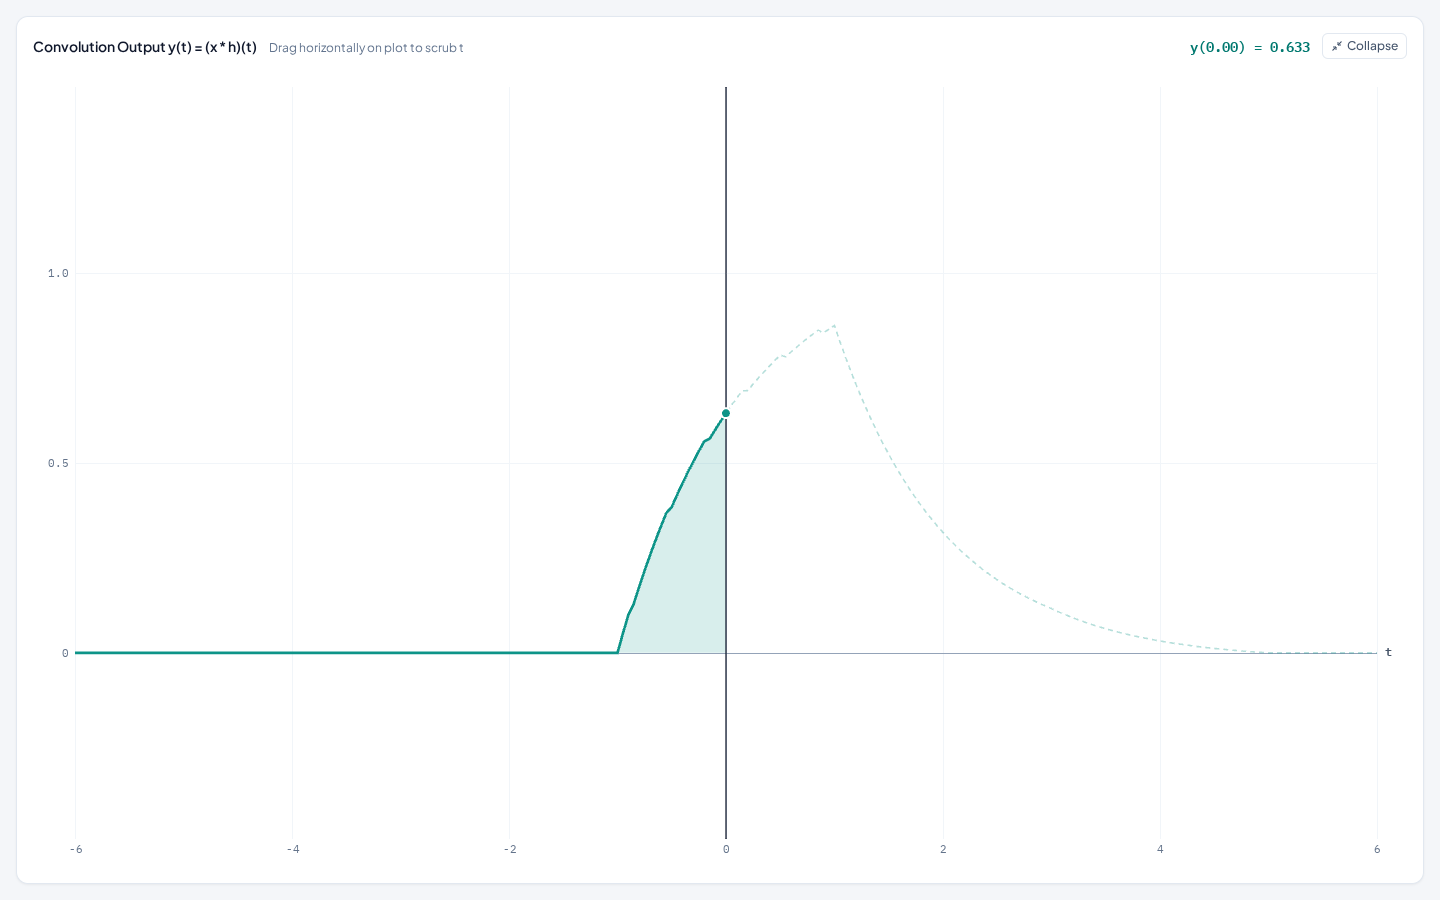 Convolution Output y(t) = (x * h)(t) Drag horizontally on plot to scrub t y(0.00) = 0.633 Collapse
1.0
0.5
0 t
-6 -4 -2 0 2 4 6